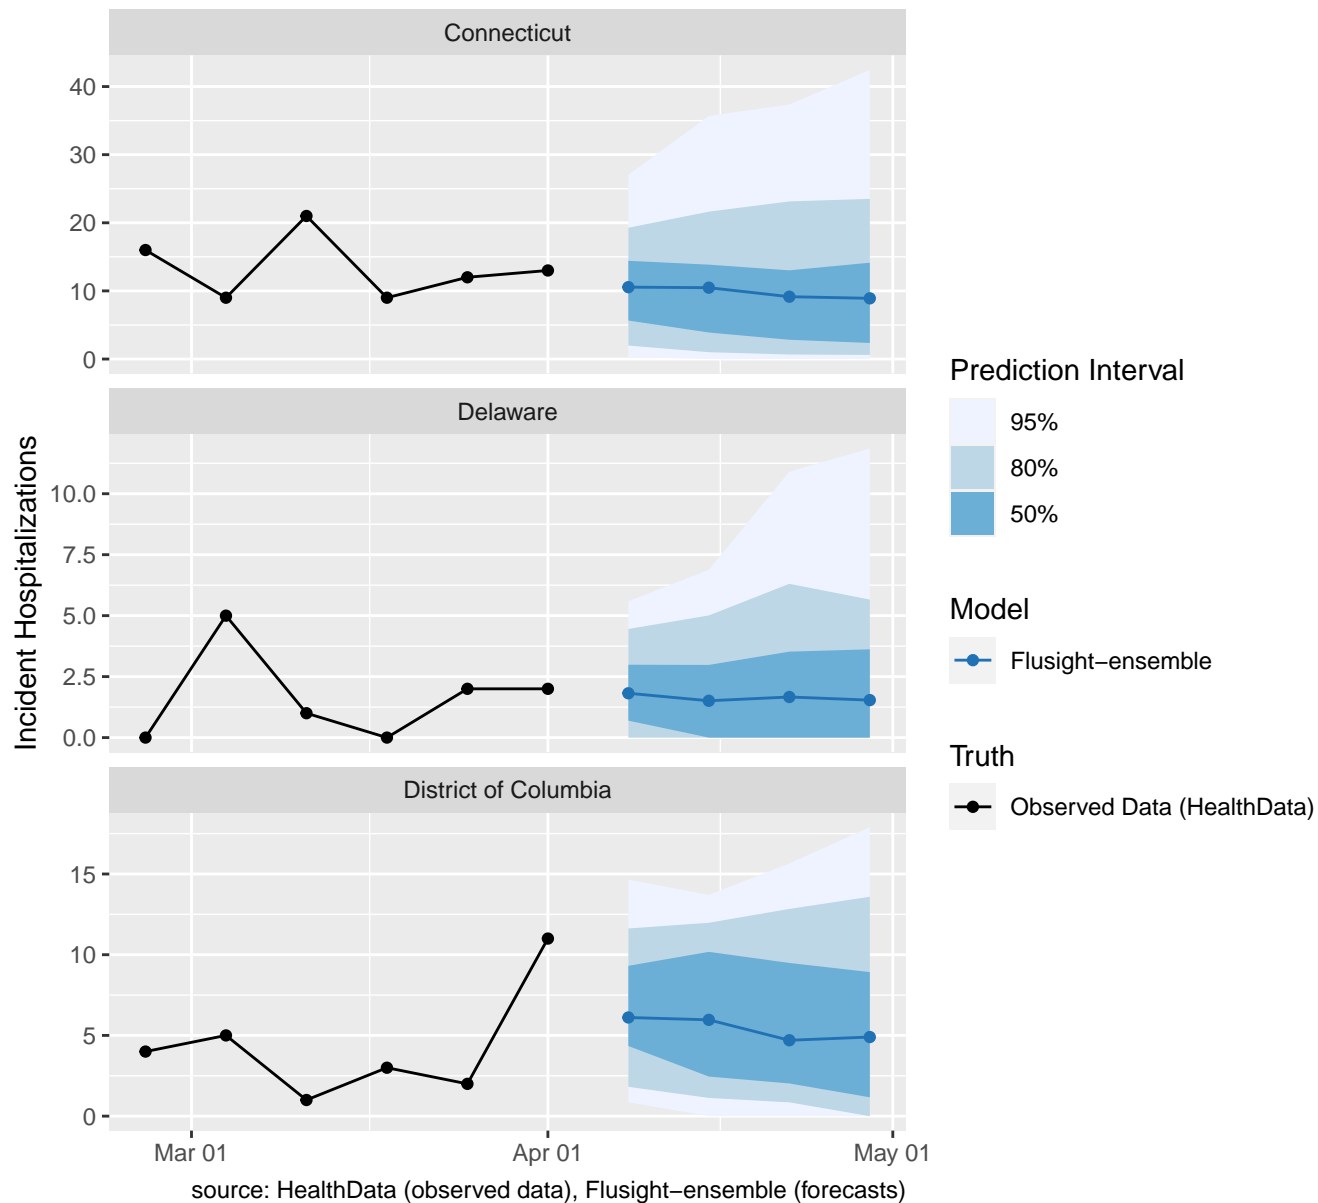 Connecticut
40
30
20
10
0
Delaware
10.0
7.5
5.0
2.5
0.0
District of Columbia
15
10
5
0
Mar 01
Apr 01
May 01
Incident Hospitalizations
source: HealthData (observed data), Flusight−ensemble (forecasts)
Prediction Interval
95%
80%
50%
Model
Flusight−ensemble
Truth
Observed Data (HealthData)